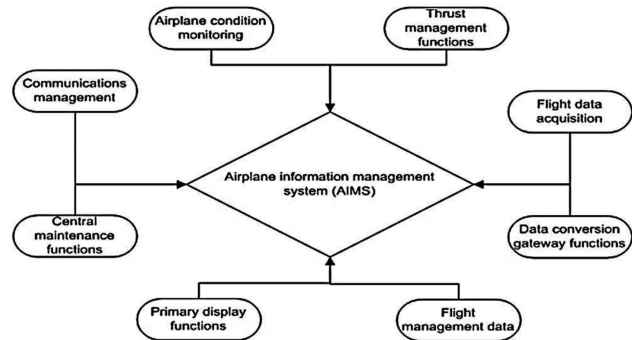 Airplane condition
monitoring
Thrust
management
functions
Communications
management
Flight data
acquisition
Airplane information management
system (AIMS)
Central
maintenance
functions
Data conversion
gateway functions
Primary display
functions
Flight
management data